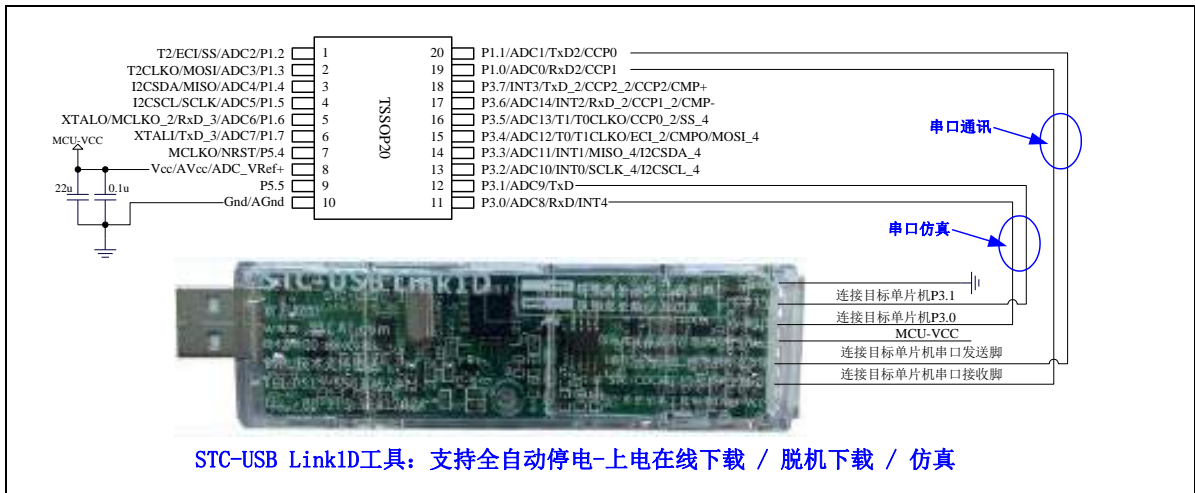 T2/ECI/SS/ADC2/P1.2 1
T2CLKO/MOSI/ADC3/P1.3 2
I2CSDA/MISO/ADC4/P1.4 3
I2CSCL/SCLK/ADC5/P1.5 4
XTALO/MCLKO_2/RxD_3/ADC6/P1.6 5
XTALI/TxD_3/ADC7/P1.7 6
MCLKO/NRST/P5.4 7
Vcc/AVcc/ADC_VRef+ 8
P5.5 9
Gnd/AGnd 10
MCU-VCC
22u 0.1u
TSSOP20
20 P1.1/ADC1/TxD2/CCP0
19 P1.0/ADC0/RxD2/CCP1
18 P3.7/INT3/TxD_2/CCP2_2/CCP2/CMP+
17 P3.6/ADC14/INT2/RxD_2/CCP1_2/CMP-
16 P3.5/ADC13/T1/T0CLKO/CCP0_2/SS_4
15 P3.4/ADC12/T0/T1CLKO/ECI_2/CMPO/MOSI_4
14 P3.3/ADC11/INT1/MISO_4/I2CSDA_4
13 P3.2/ADC10/INT0/SCLK_4/I2CSCL_4
12 P3.1/ADC9/TxD
11 P3.0/ADC8/RxD/INT4
串口通讯
串口仿真
STC-USB Link1D
连接目标单片机P3.1
连接目标单片机P3.0
MCU-VCC
连接目标单片机串口发送脚
连接目标单片机串口接收脚
STC-USB Link1D工具：支持全自动停电-上电在线下载 / 脱机下载 / 仿真